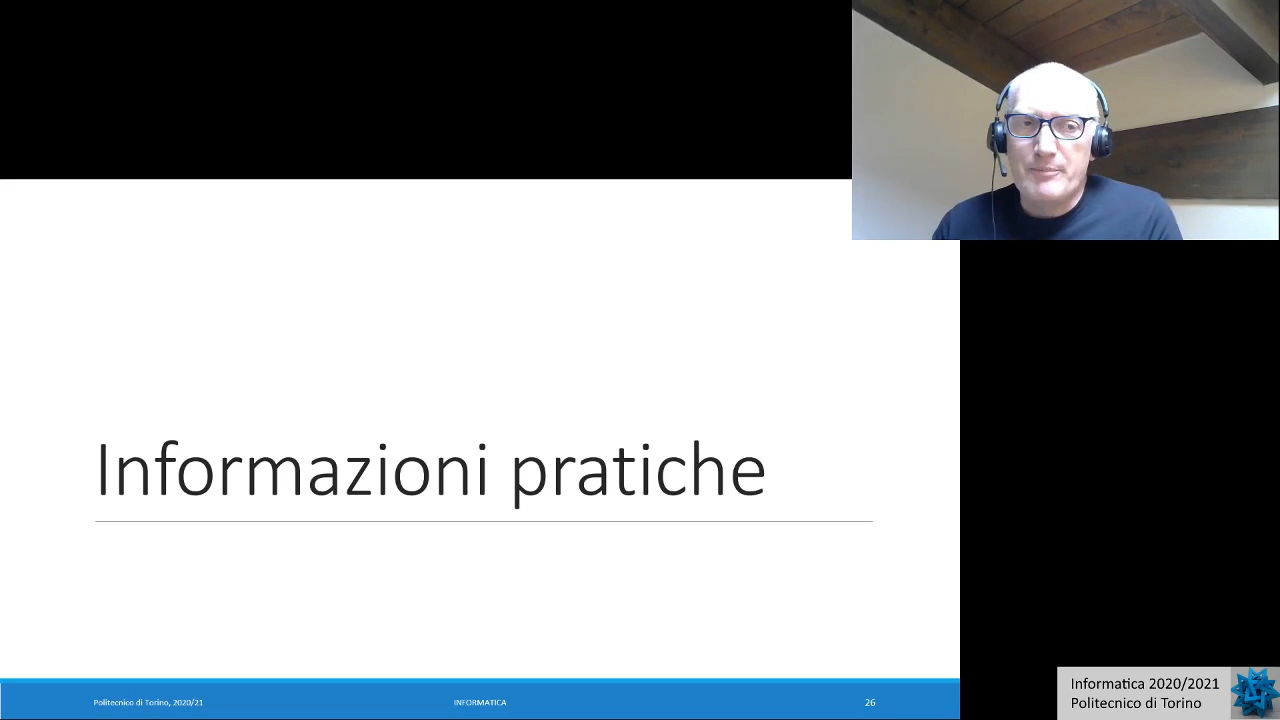 Informazioni pratiche
Politecnico di Torino, 2020/21
INFORMATICA
26
Informatica 2020/2021
Politecnico di Torino